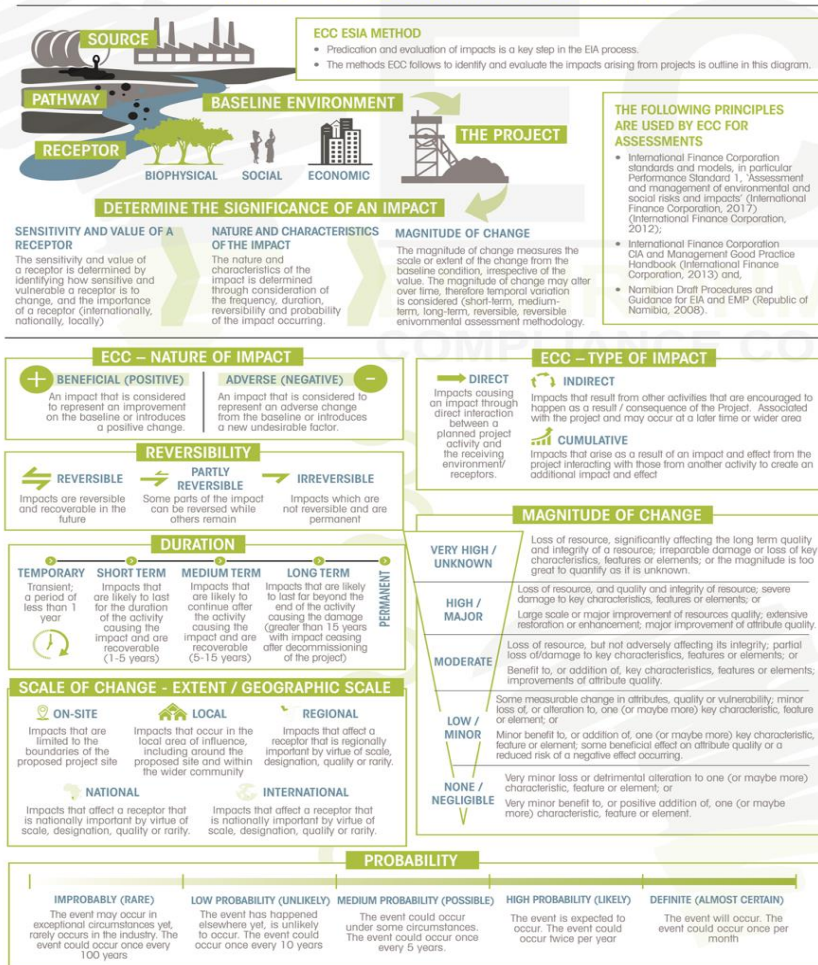 SOURCE
PATHWAY
RECEPTOR
BASELINE ENVIRONMENT
BIOPHYSICAL
SOCIAL
ECONOMIC
THE PROJECT
ECC ESIA METHOD
• Predication and evaluation of impacts is a key step in the EIA process.
• The methods ECC follows to identify and evaluate the impacts arising from projects is outline in this diagram.
THE FOLLOWING PRINCIPLES
ARE USED BY ECC FOR
ASSESSMENTS
• International Finance Corporation
standards and models, in particular
Performance Standard 1, 'Assessment
and management of environmental and
social risks and impacts' (International
Finance Corporation, 2017)
(International Finance Corporation,
2012);
• International Finance Corporation
CIA and Management Good Practice
Handbook (International Finance
Corporation, 2013) and,
• Namibian Draft Procedures and
Guidance for EIA and EMP (Republic of
Namibia, 2008).
DETERMINE THE SIGNIFICANCE OF AN IMPACT
SENSITIVITY AND VALUE OF A
RECEPTOR
The sensitivity and value of
a receptor is determined by
identifying how sensitive and
vulnerable a receptor is to
change, and the importance
of a receptor (internationally,
nationally, locally)
NATURE AND CHARACTERISTICS
OF THE IMPACT
The nature and
characteristics of the
impact is determined
through consideration of
the frequency, duration,
reversibility and probability
of the impact occurring.
MAGNITUDE OF CHANGE
The magnitude of change measures the
scale or extent of the change from the
baseline condition, irrespective of the
value. The magnitude of change may alter
over time, therefore temporal variation
is considered (short-term, medium-
term, long-term, reversible, reversible
enivornmental assessment methodology.
COMPLIANCE CO
ECC – NATURE OF IMPACT
BENEFICIAL (POSITIVE)
An impact that is considered
to represent an improvement
on the baseline or introduces
a positive change.
ADVERSE (NEGATIVE)
An impact that is considered to
represent an adverse change
from the baseline or introduces
a new undesirable factor.
REVERSIBILITY
REVERSIBLE
Impacts are reversible
and recoverable in the
future
PARTLY
REVERSIBLE
Some parts of the impact
can be reversed while
others remain
IRREVERSIBLE
Impacts which are
not reversible and are
permanent
DURATION
TEMPORARY
Transient;
a period of
less than 1
year
SHORT TERM
Impacts that
are likely to last
for the duration
of the activity
causing the
impact and are
recoverable
(1-5 years)
MEDIUM TERM
Impacts that
are likely to
continue after
the activity
causing the
impact and are
recoverable
(5-15 years)
LONG TERM
Impacts that are likely
to last far beyond the
end of the activity
causing the damage
(greater than 15 years
with impact ceasing
after decommissioning
of the project)
PERMANENT
SCALE OF CHANGE - EXTENT / GEOGRAPHIC SCALE
ON-SITE
Impacts that are
limited to the
boundaries of the
proposed project site
LOCAL
Impacts that occur in the
local area of influence,
including around the
proposed site and within
the wider community
REGIONAL
Impacts that affect a
receptor that is regionally
important by virtue of scale,
designation, quality or rarity.
NATIONAL
Impacts that affect a receptor that
is nationally important by virtue of
scale, designation, quality or rarity.
INTERNATIONAL
Impacts that affect a receptor that
is nationally important by virtue of
scale, designation, quality or rarity.
ECC – TYPE OF IMPACT
DIRECT
Impacts causing
an impact through
direct interaction
between a
planned project
activity and
the receiving
environment/
receptors.
INDIRECT
Impacts that result from other activities that are encouraged to
happen as a result / consequence of the Project. Associated
with the project and may occur at a later time or wider area
CUMULATIVE
Impacts that arise as a result of an impact and effect from the
project interacting with those from another activity to create an
additional impact and effect
MAGNITUDE OF CHANGE
VERY HIGH /
UNKNOWN
Loss of resource, significantly affecting the long term quality
and integrity of a resource; irreparable damage or loss of key
characteristics, features or elements; or the magnitude is too
great to quantify as it is unknown.
HIGH /
MAJOR
Loss of resource, and quality and integrity of resource; severe
damage to key characteristics, features or elements; or
Large scale or major improvement of resources quality; extensive
restoration or enhancement; major improvement of attribute quality.
MODERATE
Loss of resource, but not adversely affecting its integrity; partial
loss of/damage to key characteristics, features or elements; or
Benefit to, or addition of, key characteristics, features or elements;
improvements of attribute quality.
LOW /
MINOR
Some measurable change in attributes, quality or vulnerability; minor
loss of, or alteration to, one (or maybe more) key characteristic, feature
or element; or
Minor benefit to, or addition of, one (or maybe more) key characteristic,
feature or element; some beneficial effect on attribute quality or a
reduced risk of a negative effect occurring.
NONE /
NEGLIGIBLE
Very minor loss or detrimental alteration to one (or maybe more)
characteristic, feature or element; or
Very minor benefit to, or positive addition of, one (or maybe
more) characteristic, feature or element.
PROBABILITY
IMPROBABLY (RARE)
The event may occur in
exceptional circumstances yet,
rarely occurs in the industry. The
event could occur once every
100 years
LOW PROBABILITY (UNLIKELY)
The event has happened
elsewhere yet, is unlikely
to occur. The event could
occur once every 10 years
MEDIUM PROBABILITY (POSSIBLE)
The event could occur
under some circumstances.
The event could occur once
every 5 years.
HIGH PROBABILITY (LIKELY)
The event is expected to
occur. The event could
occur twice per year
DEFINITE (ALMOST CERTAIN)
The event will occur. The
event could occur once per
month